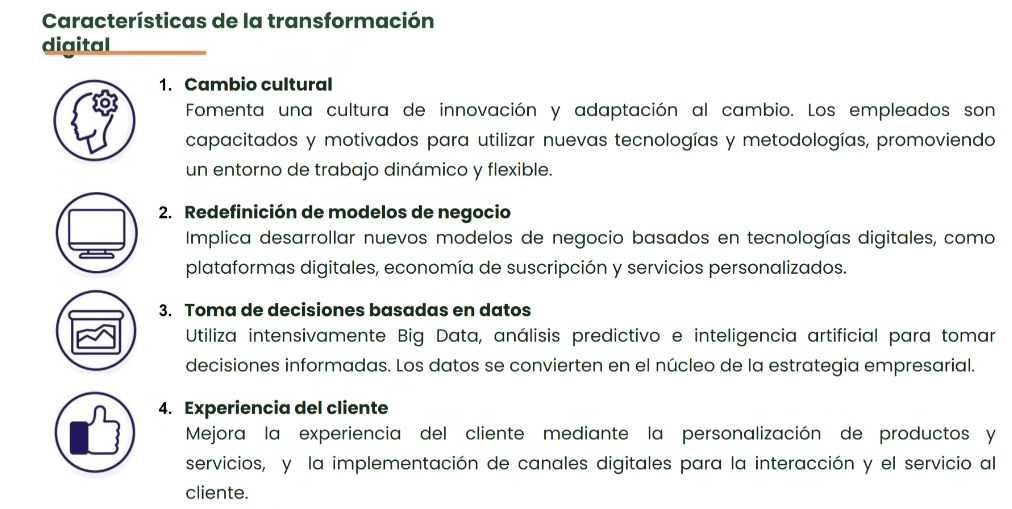 Características de la transformación
digital
1. Cambio cultural
Fomenta una cultura de innovación y adaptación al cambio. Los empleados son
capacitados y motivados para utilizar nuevas tecnologías y metodologías, promoviendo
un entorno de trabajo dinámico y flexible.
2. Redefinición de modelos de negocio
Implica desarrollar nuevos modelos de negocio basados en tecnologías digitales, como
plataformas digitales, economía de suscripción y servicios personalizados.
3. Toma de decisiones basadas en datos
Utiliza intensivamente Big Data, análisis predictivo e inteligencia artificial para tomar
decisiones informadas. Los datos se convierten en el núcleo de la estrategia empresarial.
4. Experiencia del cliente
Mejora la experiencia del cliente mediante la personalización de productos y
servicios, y la implementación de canales digitales para la interacción y el servicio al
cliente.